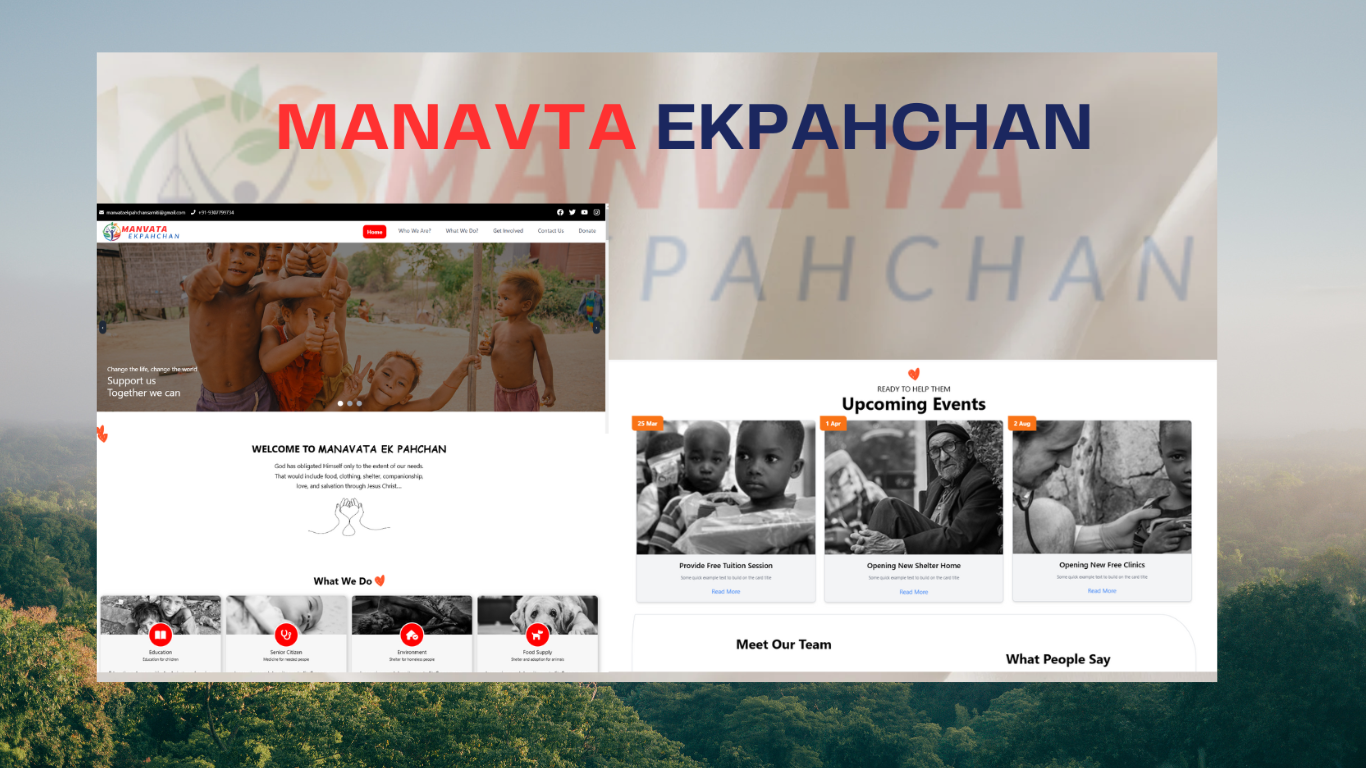 MANAVTA EKPAHCHAN
MANVATA
PAHCHAN
manvataekpahchansamiti@gmail.com
MANVATA
EKPAHCHAN
Home
Who We Are?
What We Do?
Get Involved
Contact Us
Donate
Change the life, change the world
Support us
Together we can
WELCOME TO MANAVATA EK PAHCHAN
God has obligated Himself only to the extent of our needs.
That would include food, clothing, shelter, companionship,
love, and salvation through Jesus Christ....
What We Do
Education
Education for children
Senior Citizen
Medicine for needed people
Environment
Shelter for homeless people
Food Supply
Shelter and adoption for animals
READY TO HELP THEM
Upcoming Events
25 Mar
Provide Free Tuition Session
Some quick example text to build on the card title
Read More
1 Apr
Opening New Shelter Home
Some quick example text to build on the card title
Read More
2 Aug
Opening New Free Clinics
Some quick example text to build on the card title
Read More
Meet Our Team
What People Say